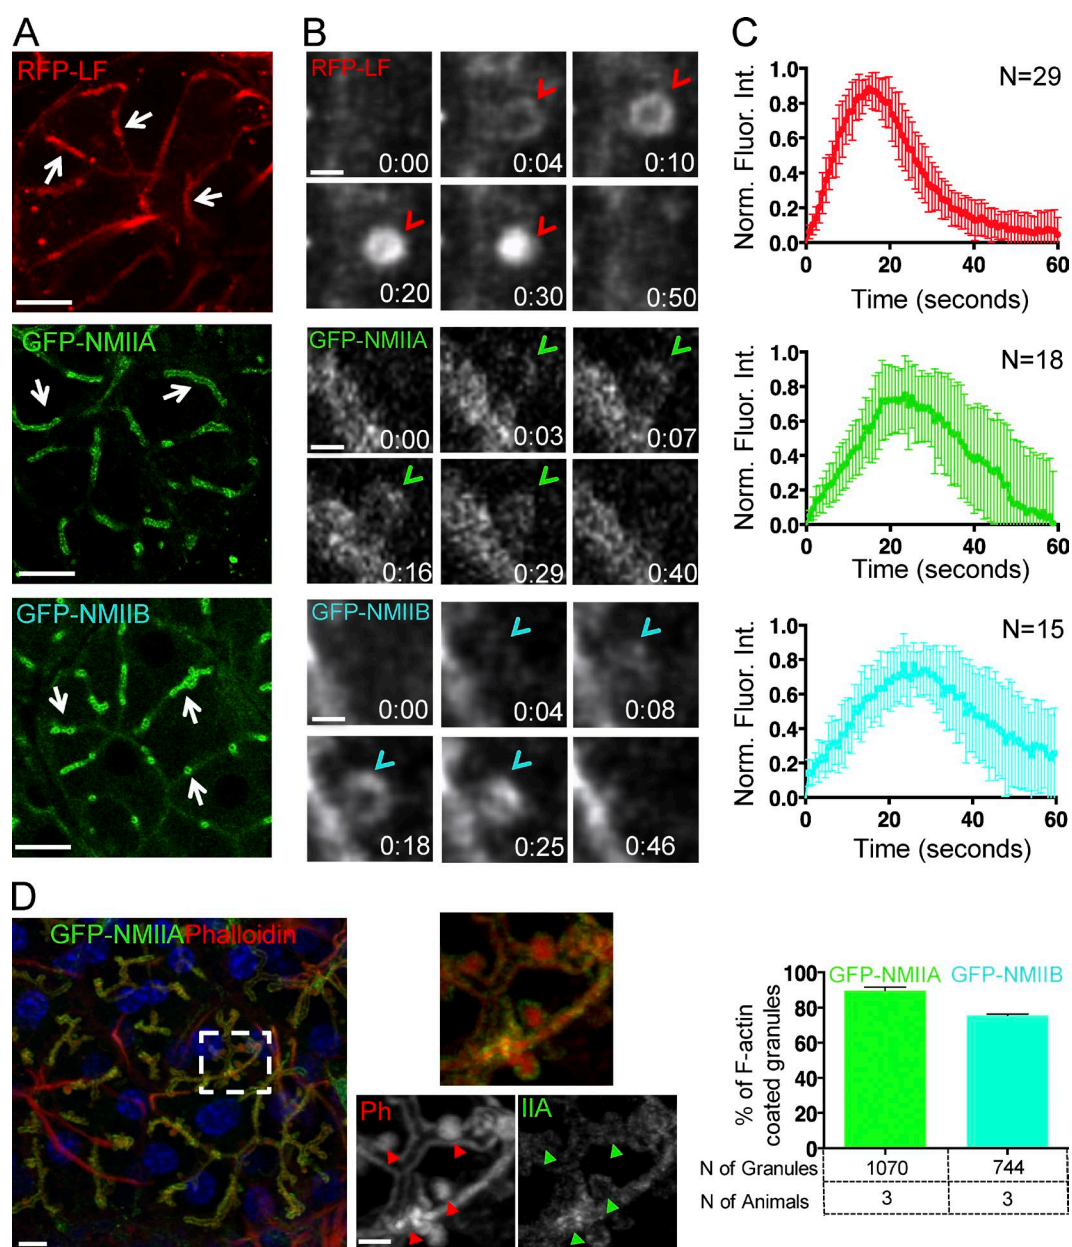 A
B
C
RFP-LF
RFP-LF
0:00
0:04
0:10
0:20
0:30
0:50
Norm. Fluor. Int.
1.0
0.8
0.6
0.4
0.2
0.0
N=29
0
20
40
60
Time (seconds)
GFP-NMIIA
GFP-NMIIA
0:00
0:03
0:07
0:16
0:29
0:40
Norm. Fluor. Int.
1.0
0.8
0.6
0.4
0.2
0.0
N=18
0
20
40
60
Time (seconds)
GFP-NMIIB
GFP-NMIIB
0:00
0:04
0:08
0:18
0:25
0:46
Norm. Fluor. Int.
1.0
0.8
0.6
0.4
0.2
0.0
N=15
0
20
40
60
Time (seconds)
D
GFP-NMIIA Phalloidin
Ph
IIA
% of F-actin
coated granules
100
80
60
40
20
0
GFP-NMIIA GFP-NMIIB
N of Granules 1070 744
N of Animals 3 3